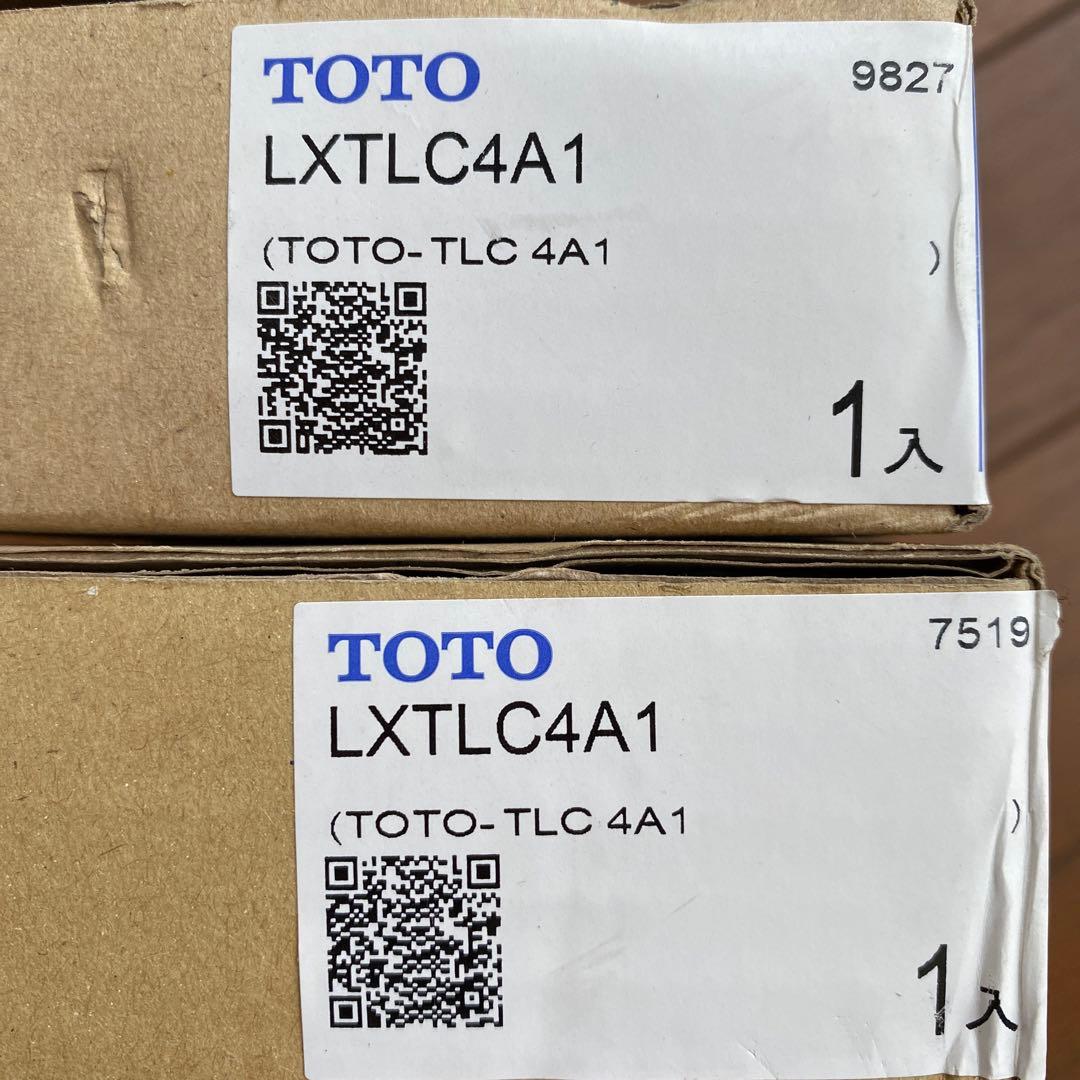 TOTO 9827
LXTLC4A1
(TOTO-TLC 4A1 )
1入
TOTO 7519
LXTLC4A1
(TOTO-TLC 4A1 )
1入